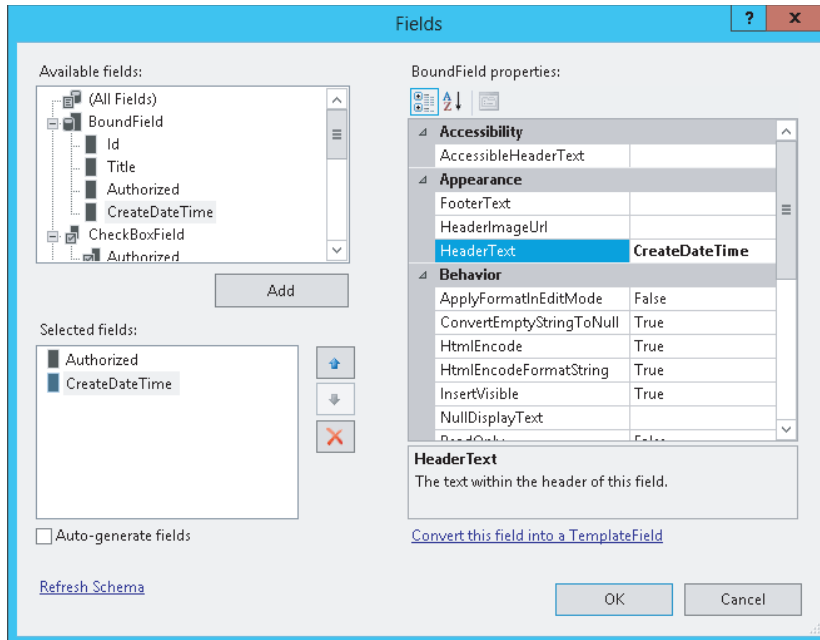 Fields
?
x
Available fields:
(All Fields)
BoundField
Id
Title
Authorized
CreateDateTime
CheckBoxField
Authorized
Add
Selected fields:
Authorized
CreateDateTime
Auto-generate fields
Refresh Schema
BoundField properties:
Accessibility
AccessibleHeaderText
Appearance
FooterText
HeaderImageUrl
HeaderText CreateDateTime
Behavior
ApplyFormatInEditMode False
ConvertEmptyStringToNull True
HtmlEncode True
HtmlEncodeFormatString True
InsertVisible True
NullDisplayText
ReadOnly False
HeaderText
The text within the header of this field.
Convert this field into a TemplateField
OK
Cancel